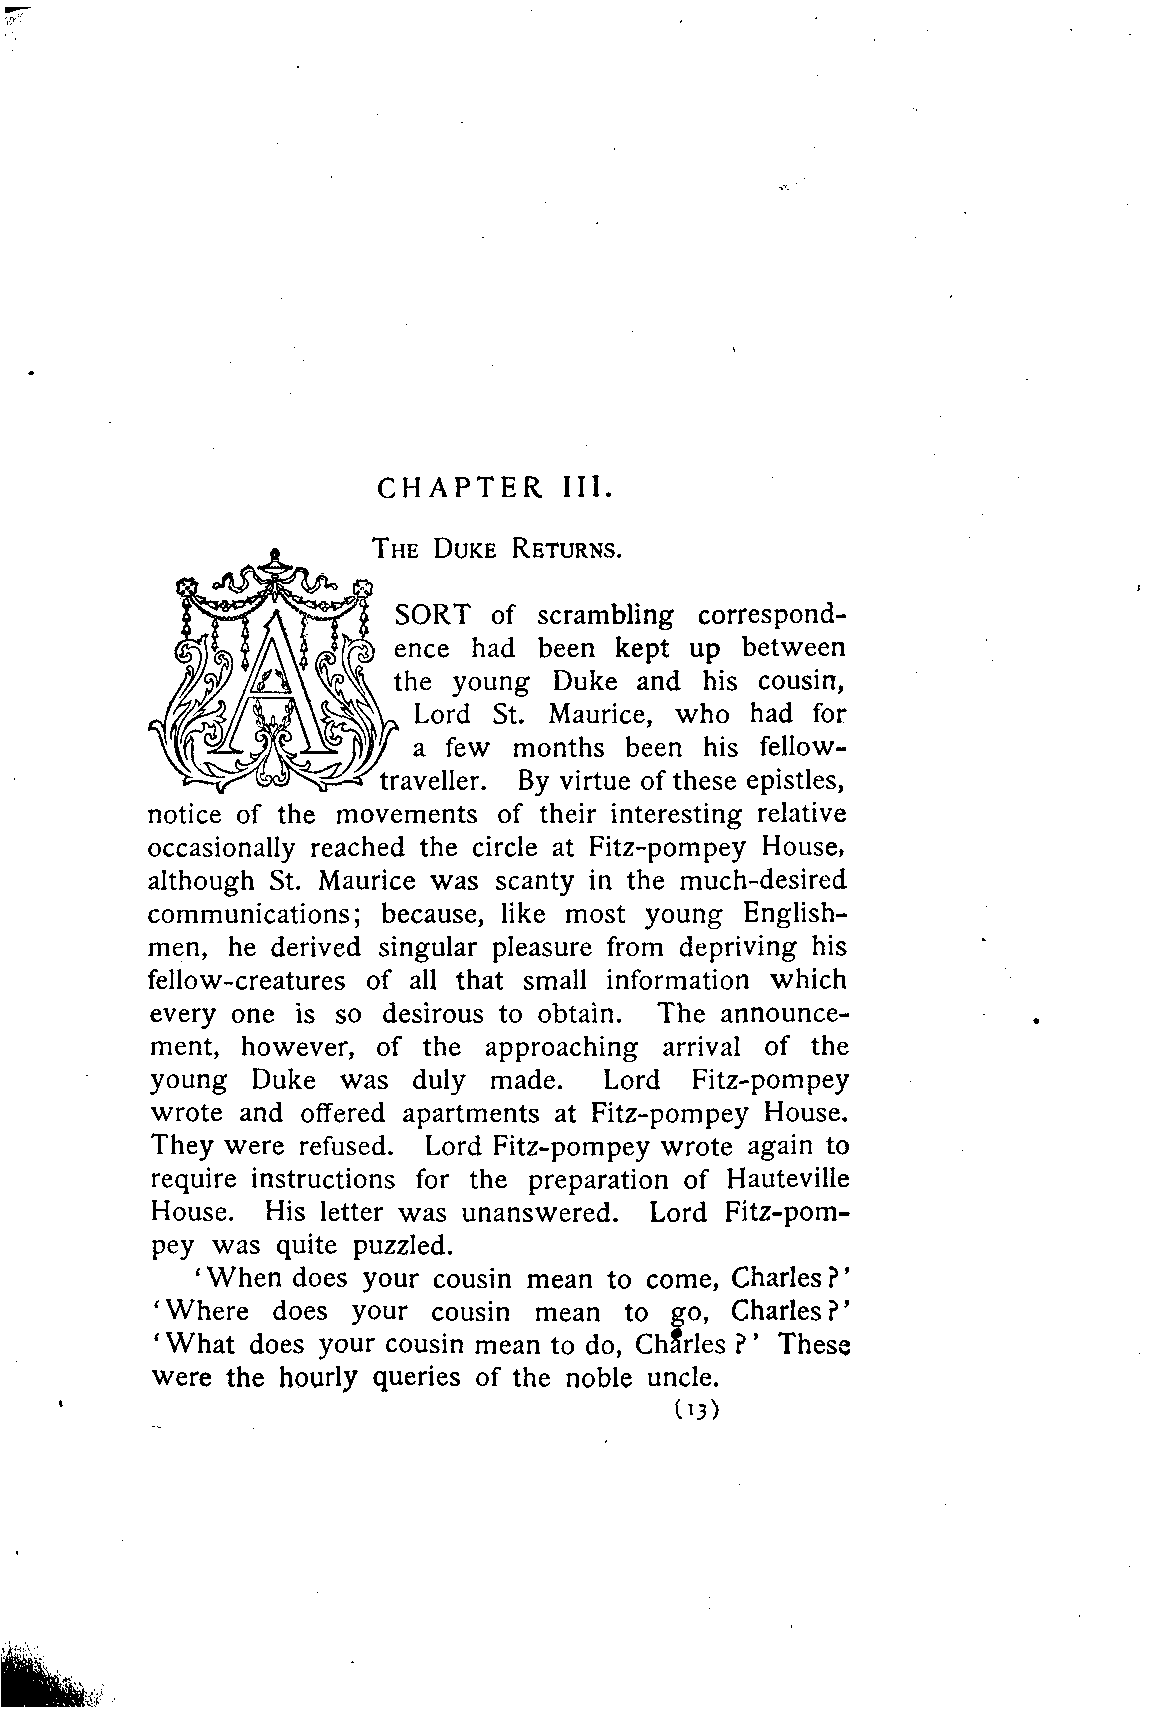 CHAPTER III.
THE DUKE RETURNS.
A SORT of scrambling correspond-
ence had been kept up between
the young Duke and his cousin,
Lord St. Maurice, who had for
a few months been his fellow-
traveller. By virtue of these epistles,
notice of the movements of their interesting relative
occasionally reached the circle at Fitz-pompey House,
although St. Maurice was scanty in the much-desired
communications; because, like most young English-
men, he derived singular pleasure from depriving his
fellow-creatures of all that small information which
every one is so desirous to obtain. The announce-
ment, however, of the approaching arrival of the
young Duke was duly made. Lord Fitz-pompey
wrote and offered apartments at Fitz-pompey House.
They were refused. Lord Fitz-pompey wrote again to
require instructions for the preparation of Hauteville
House. His letter was unanswered. Lord Fitz-pom-
pey was quite puzzled.
'When does your cousin mean to come, Charles?'
'Where does your cousin mean to go, Charles?'
'What does your cousin mean to do, Charles?' These
were the hourly queries of the noble uncle.
(13)